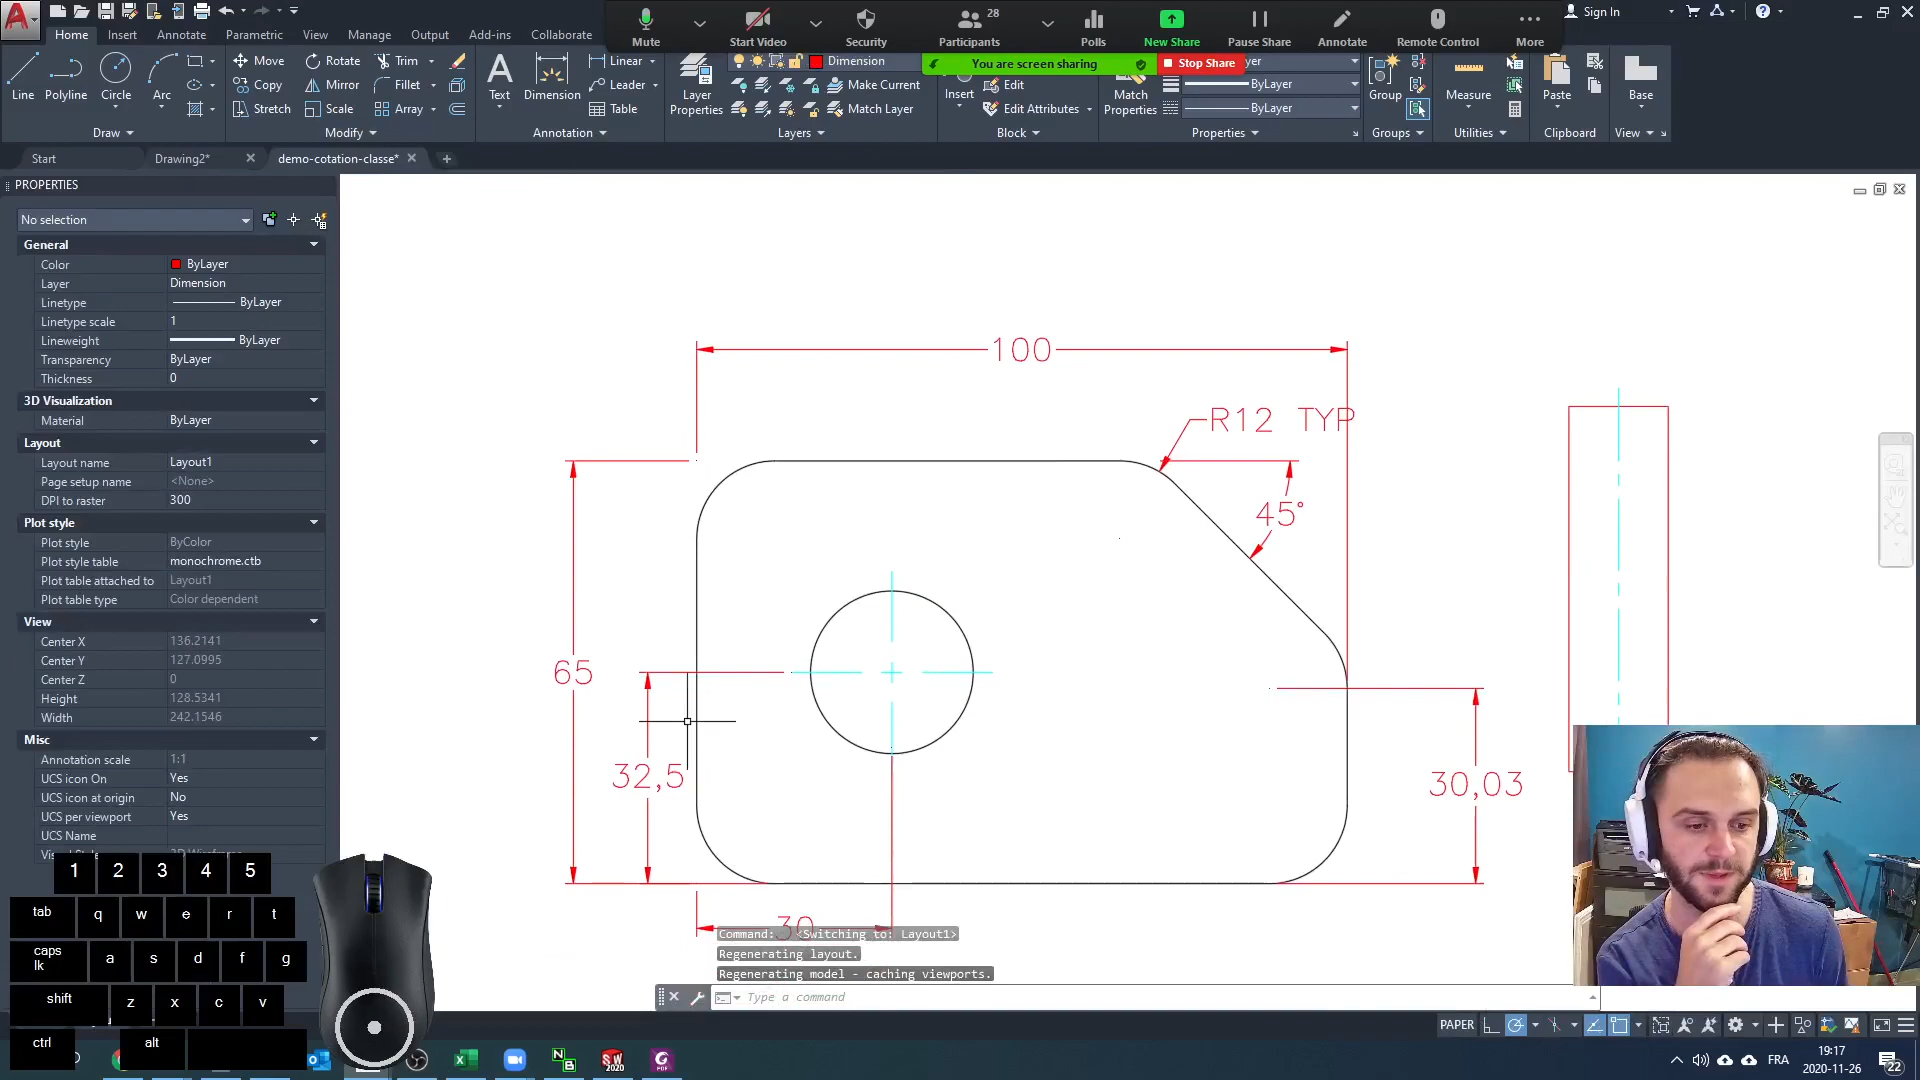 Mute
Start Video
Security
Participants
28
Polls
New Share
Pause Share
Annotate
Remote Control
More
You are screen sharing
Stop Share
Sign In
Home
Insert
Annotate
Parametric
View
Manage
Output
Add-ins
Collaborate
Line
Polyline
Circle
Arc
Draw
Move
Rotate
Trim
Copy
Mirror
Fillet
Stretch
Scale
Array
Modify
Text
Dimension
Linear
Leader
Table
Annotation
Layer
Properties
Dimension
Make Current
Match Layer
Layers
Insert
Edit
Edit Attributes
Block
Match
Properties
ByLayer
ByLayer
Properties
Group
Groups
Measure
Utilities
Paste
Clipboard
Base
View
Start
Drawing2*
demo-cotation-classe*
PROPERTIES
No selection
General
Color ByLayer
Layer Dimension
Linetype ByLayer
Linetype scale 1
Lineweight ByLayer
Transparency ByLayer
Thickness 0
3D Visualization
Material ByLayer
Layout
Layout name Layout1
Page setup name <None>
DPI to raster 300
Plot style
Plot style ByColor
Plot style table monochrome.ctb
Plot table attached to Layout1
Plot table type Color dependent
View
Center X 136.2141
Center Y 127.0995
Center Z 0
Height 128.5341
Width 242.1546
Misc
Annotation scale 1:1
UCS icon On Yes
UCS icon at origin No
UCS per viewport Yes
UCS Name
100
R12 TYP
45°
65
32,5
30,03
30
Command: <Switching to: Layout1>
Regenerating layout.
Regenerating model - caching viewports.
Type a command
PAPER
1 2 3 4 5
tab q w e r t
caps lk a s d f g
shift z x c v
ctrl alt
SW
2020
N
B
PDF
FRA
19:17
2020-11-26
22